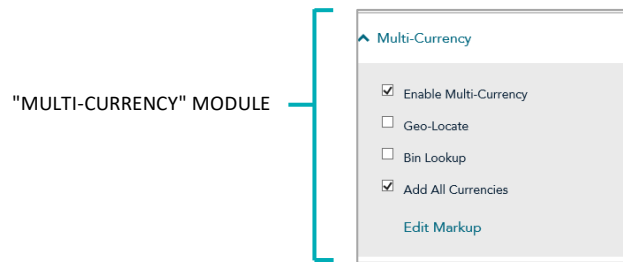 Multi-Currency
"MULTI-CURRENCY" MODULE
Enable Multi-Currency
Geo-Locate
Bin Lookup
Add All Currencies
Edit Markup